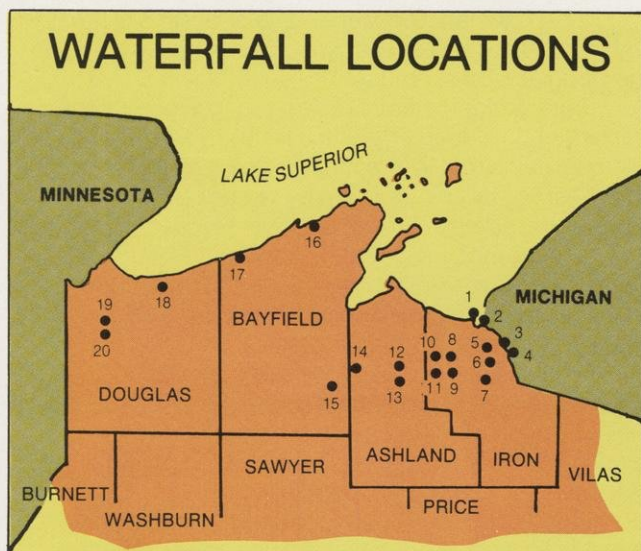 WATERFALL LOCATIONS
LAKE SUPERIOR
MINNESOTA
MICHIGAN
16
17
18
19
20
1
2
3
4
5
6
7
10 8
11 9
12
13
14
15
BAYFIELD
DOUGLAS
ASHLAND
IRON
SAWYER
VILAS
BURNETT
WASHBURN
PRICE